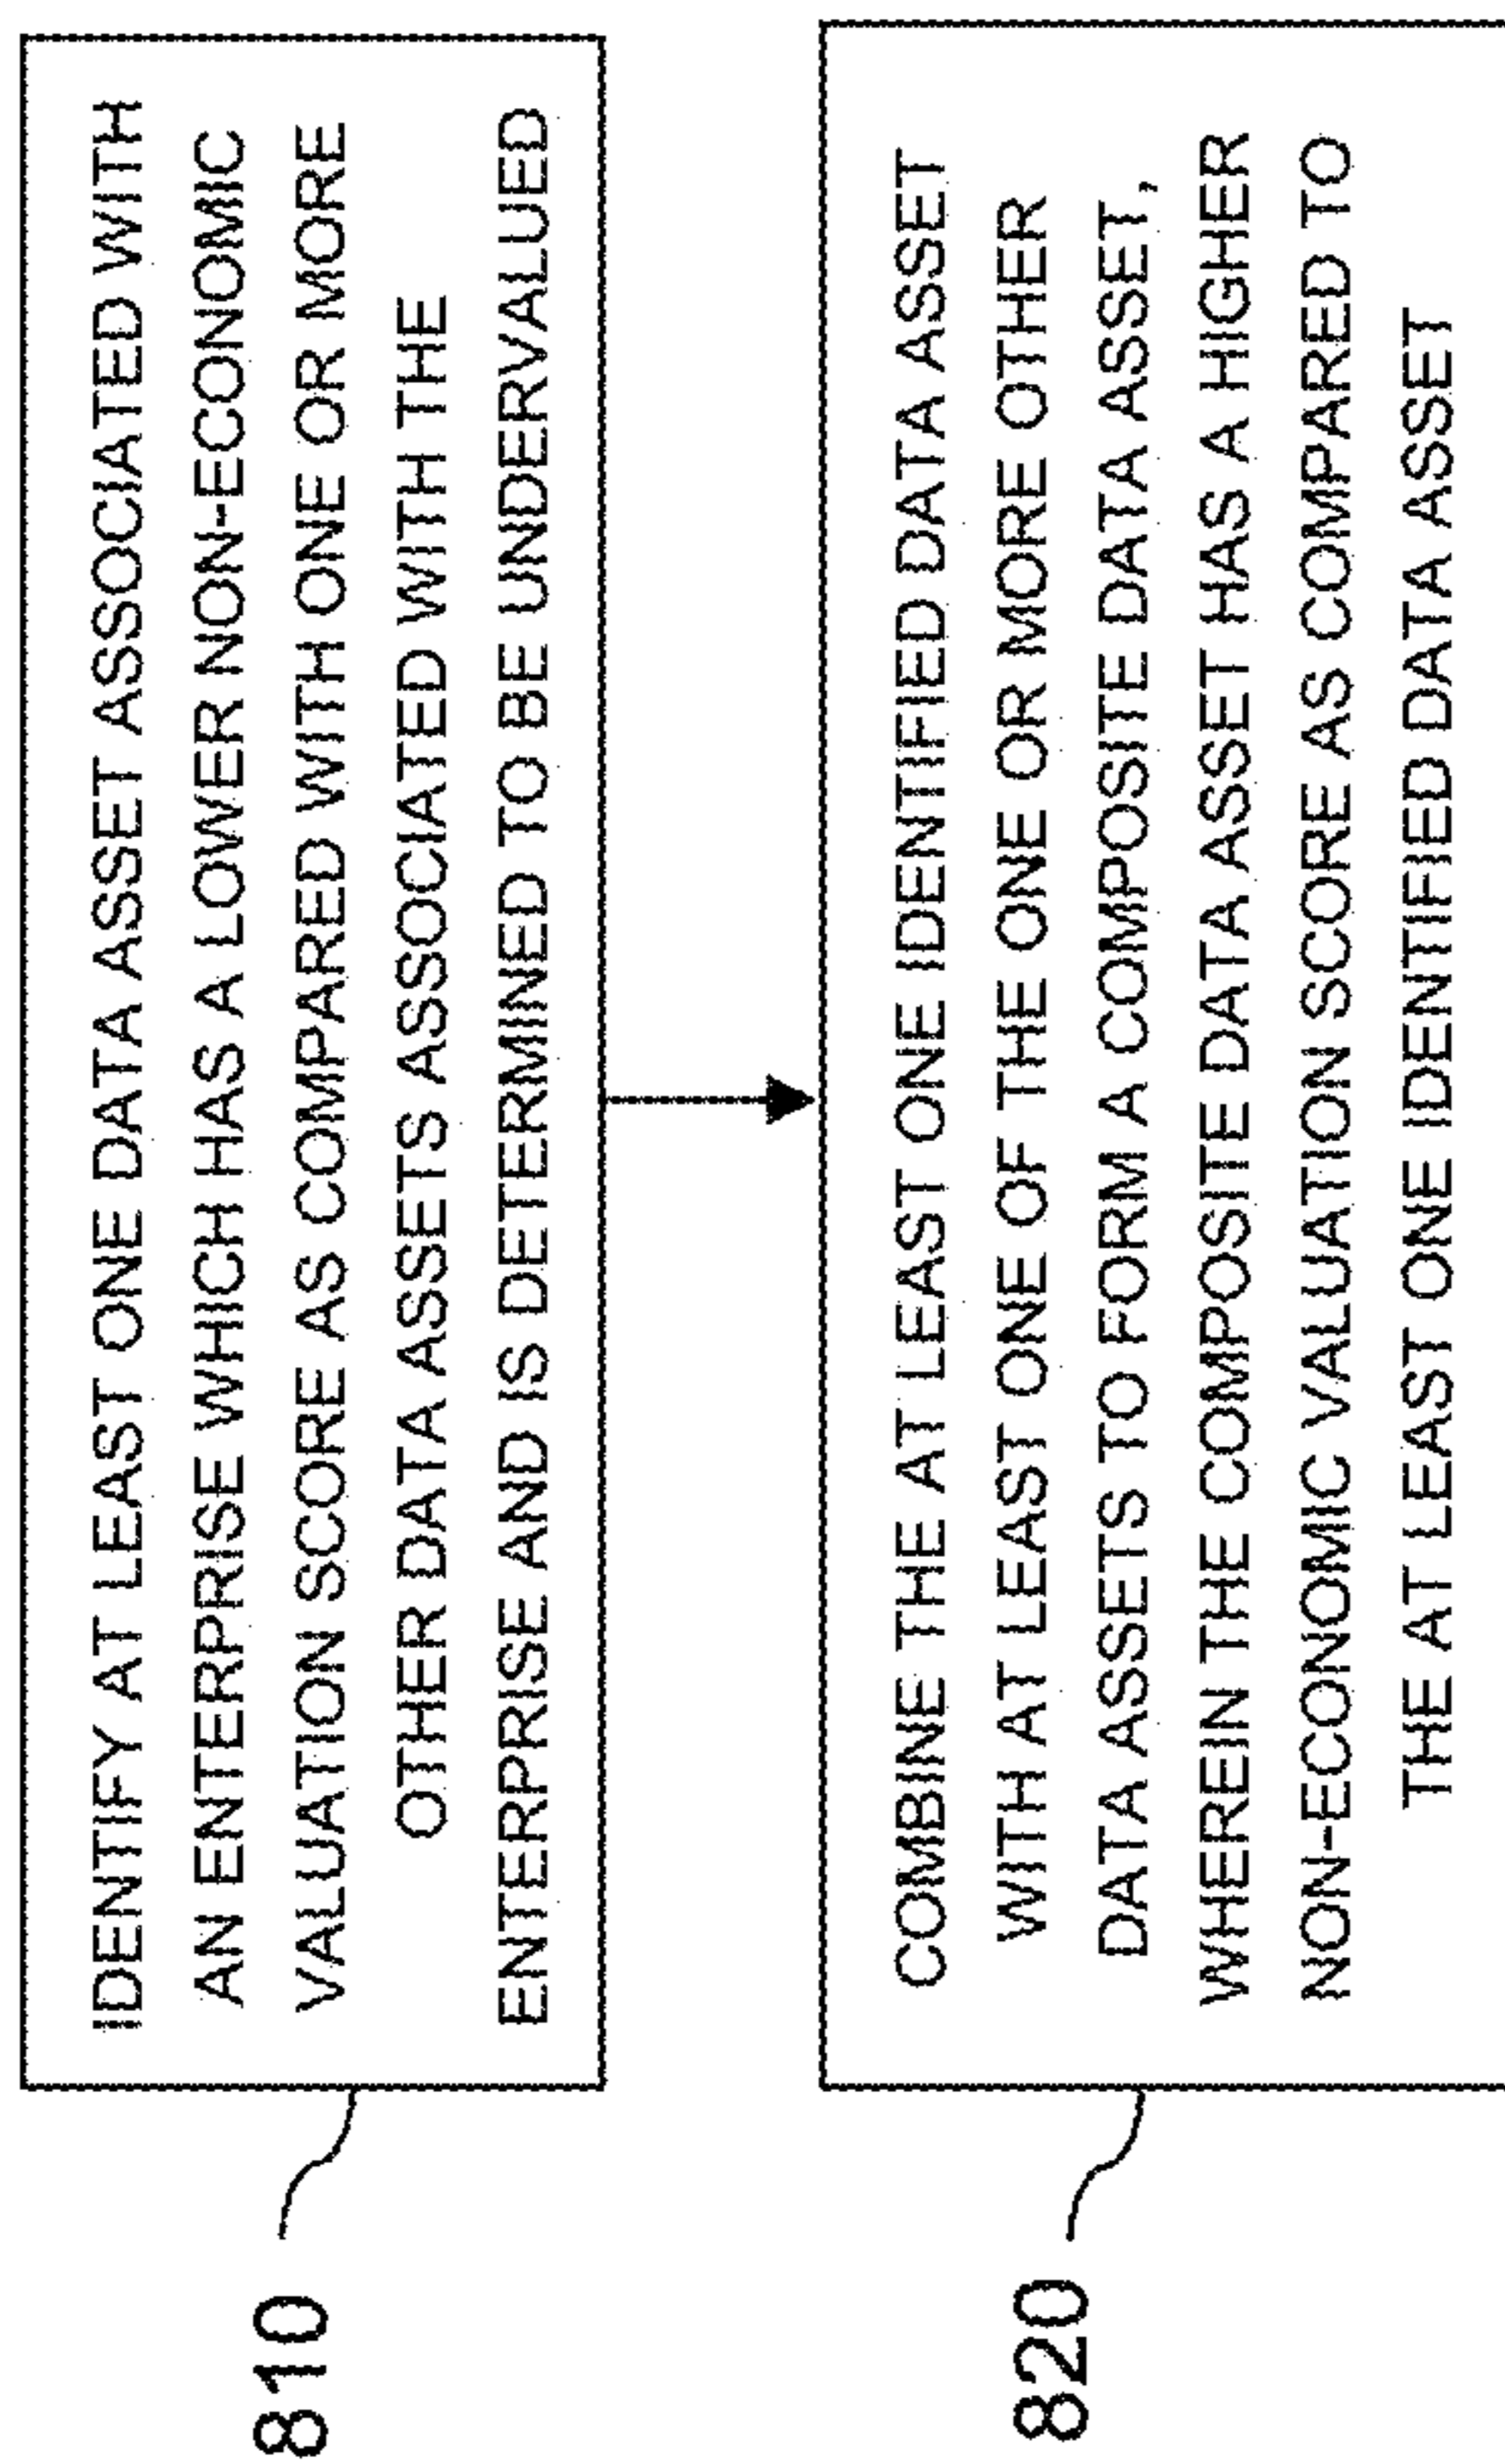 810
IDENTIFY AT LEAST ONE DATA ASSET ASSOCIATED WITH
AN ENTERPRISE WHICH HAS A LOWER NON-ECONOMIC
VALUATION SCORE AS COMPARED WITH ONE OR MORE
OTHER DATA ASSETS ASSOCIATED WITH THE
ENTERPRISE AND IS DETERMINED TO BE UNDERVALUED
820
COMBINE THE AT LEAST ONE IDENTIFIED DATA ASSET
WITH AT LEAST ONE OF THE ONE OR MORE OTHER
DATA ASSETS TO FORM A COMPOSITE DATA ASSET,
WHEREIN THE COMPOSITE DATA ASSET HAS A HIGHER
NON-ECONOMIC VALUATION SCORE AS COMPARED TO
THE AT LEAST ONE IDENTIFIED DATA ASSET